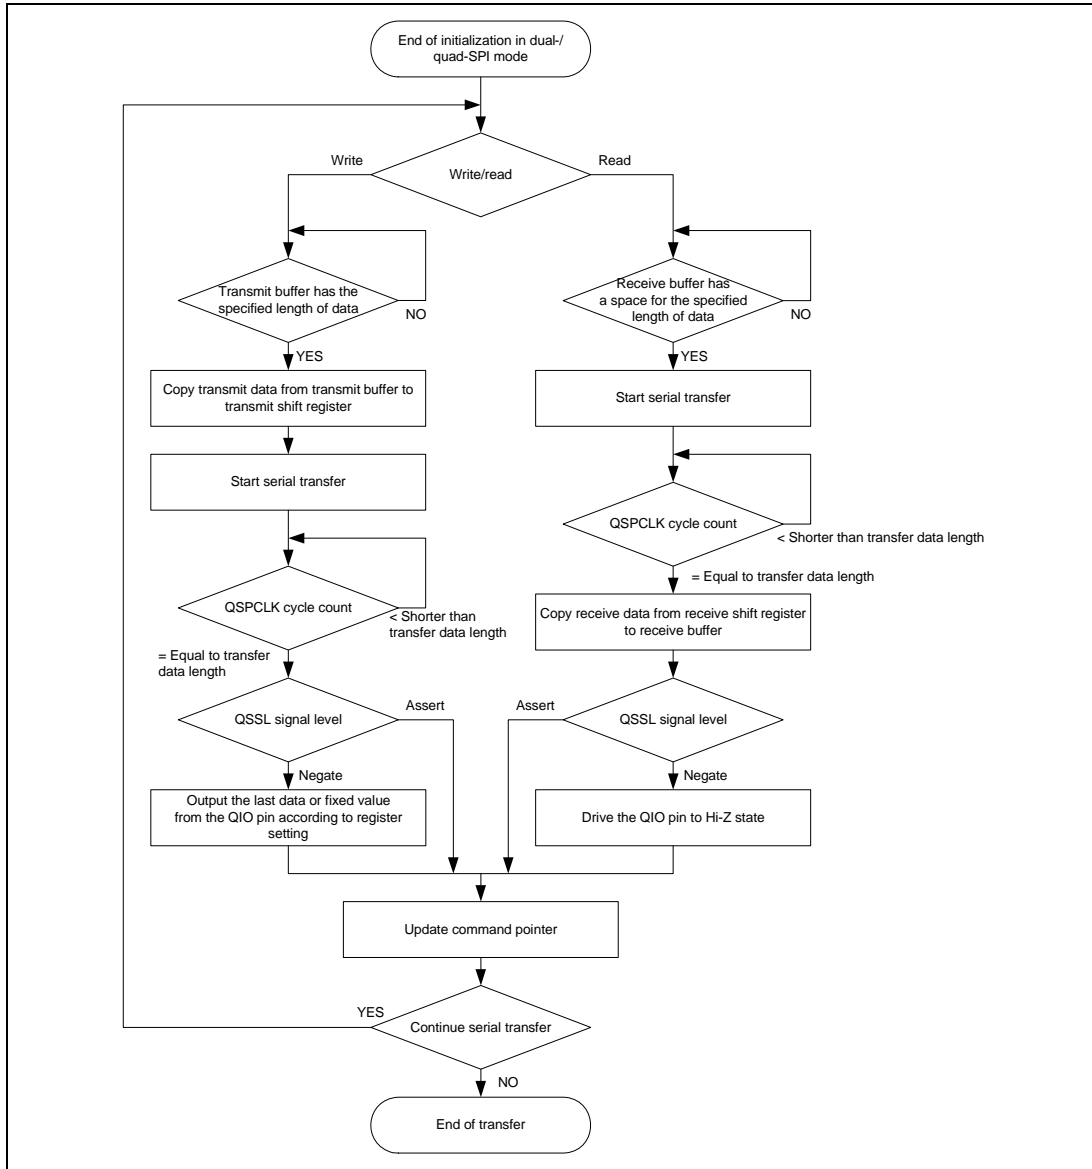 End of initialization in dual-/
quad-SPI mode
Write
Write/read
Read
Transmit buffer has the
specified length of data
NO
YES
Copy transmit data from transmit buffer to
transmit shift register
Start serial transfer
QSPCLK cycle count
< Shorter than
transfer data length
= Equal to transfer
data length
QSSL signal level
Assert
Negate
Output the last data or fixed value
from the QIO pin according to register
setting
Receive buffer has
a space for the specified
length of data
NO
YES
Start serial transfer
QSPCLK cycle count
< Shorter than transfer data length
= Equal to transfer data length
Copy receive data from receive shift register
to receive buffer
Assert
QSSL signal level
Negate
Drive the QIO pin to Hi-Z state
Update command pointer
YES
Continue serial transfer
NO
End of transfer